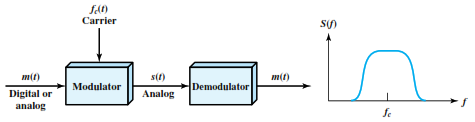 f_c(t)
Carrier
m(t)
Digital or
analog
Modulator
s(t)
Analog
Demodulator
m(t)
S(f)
f
f_c